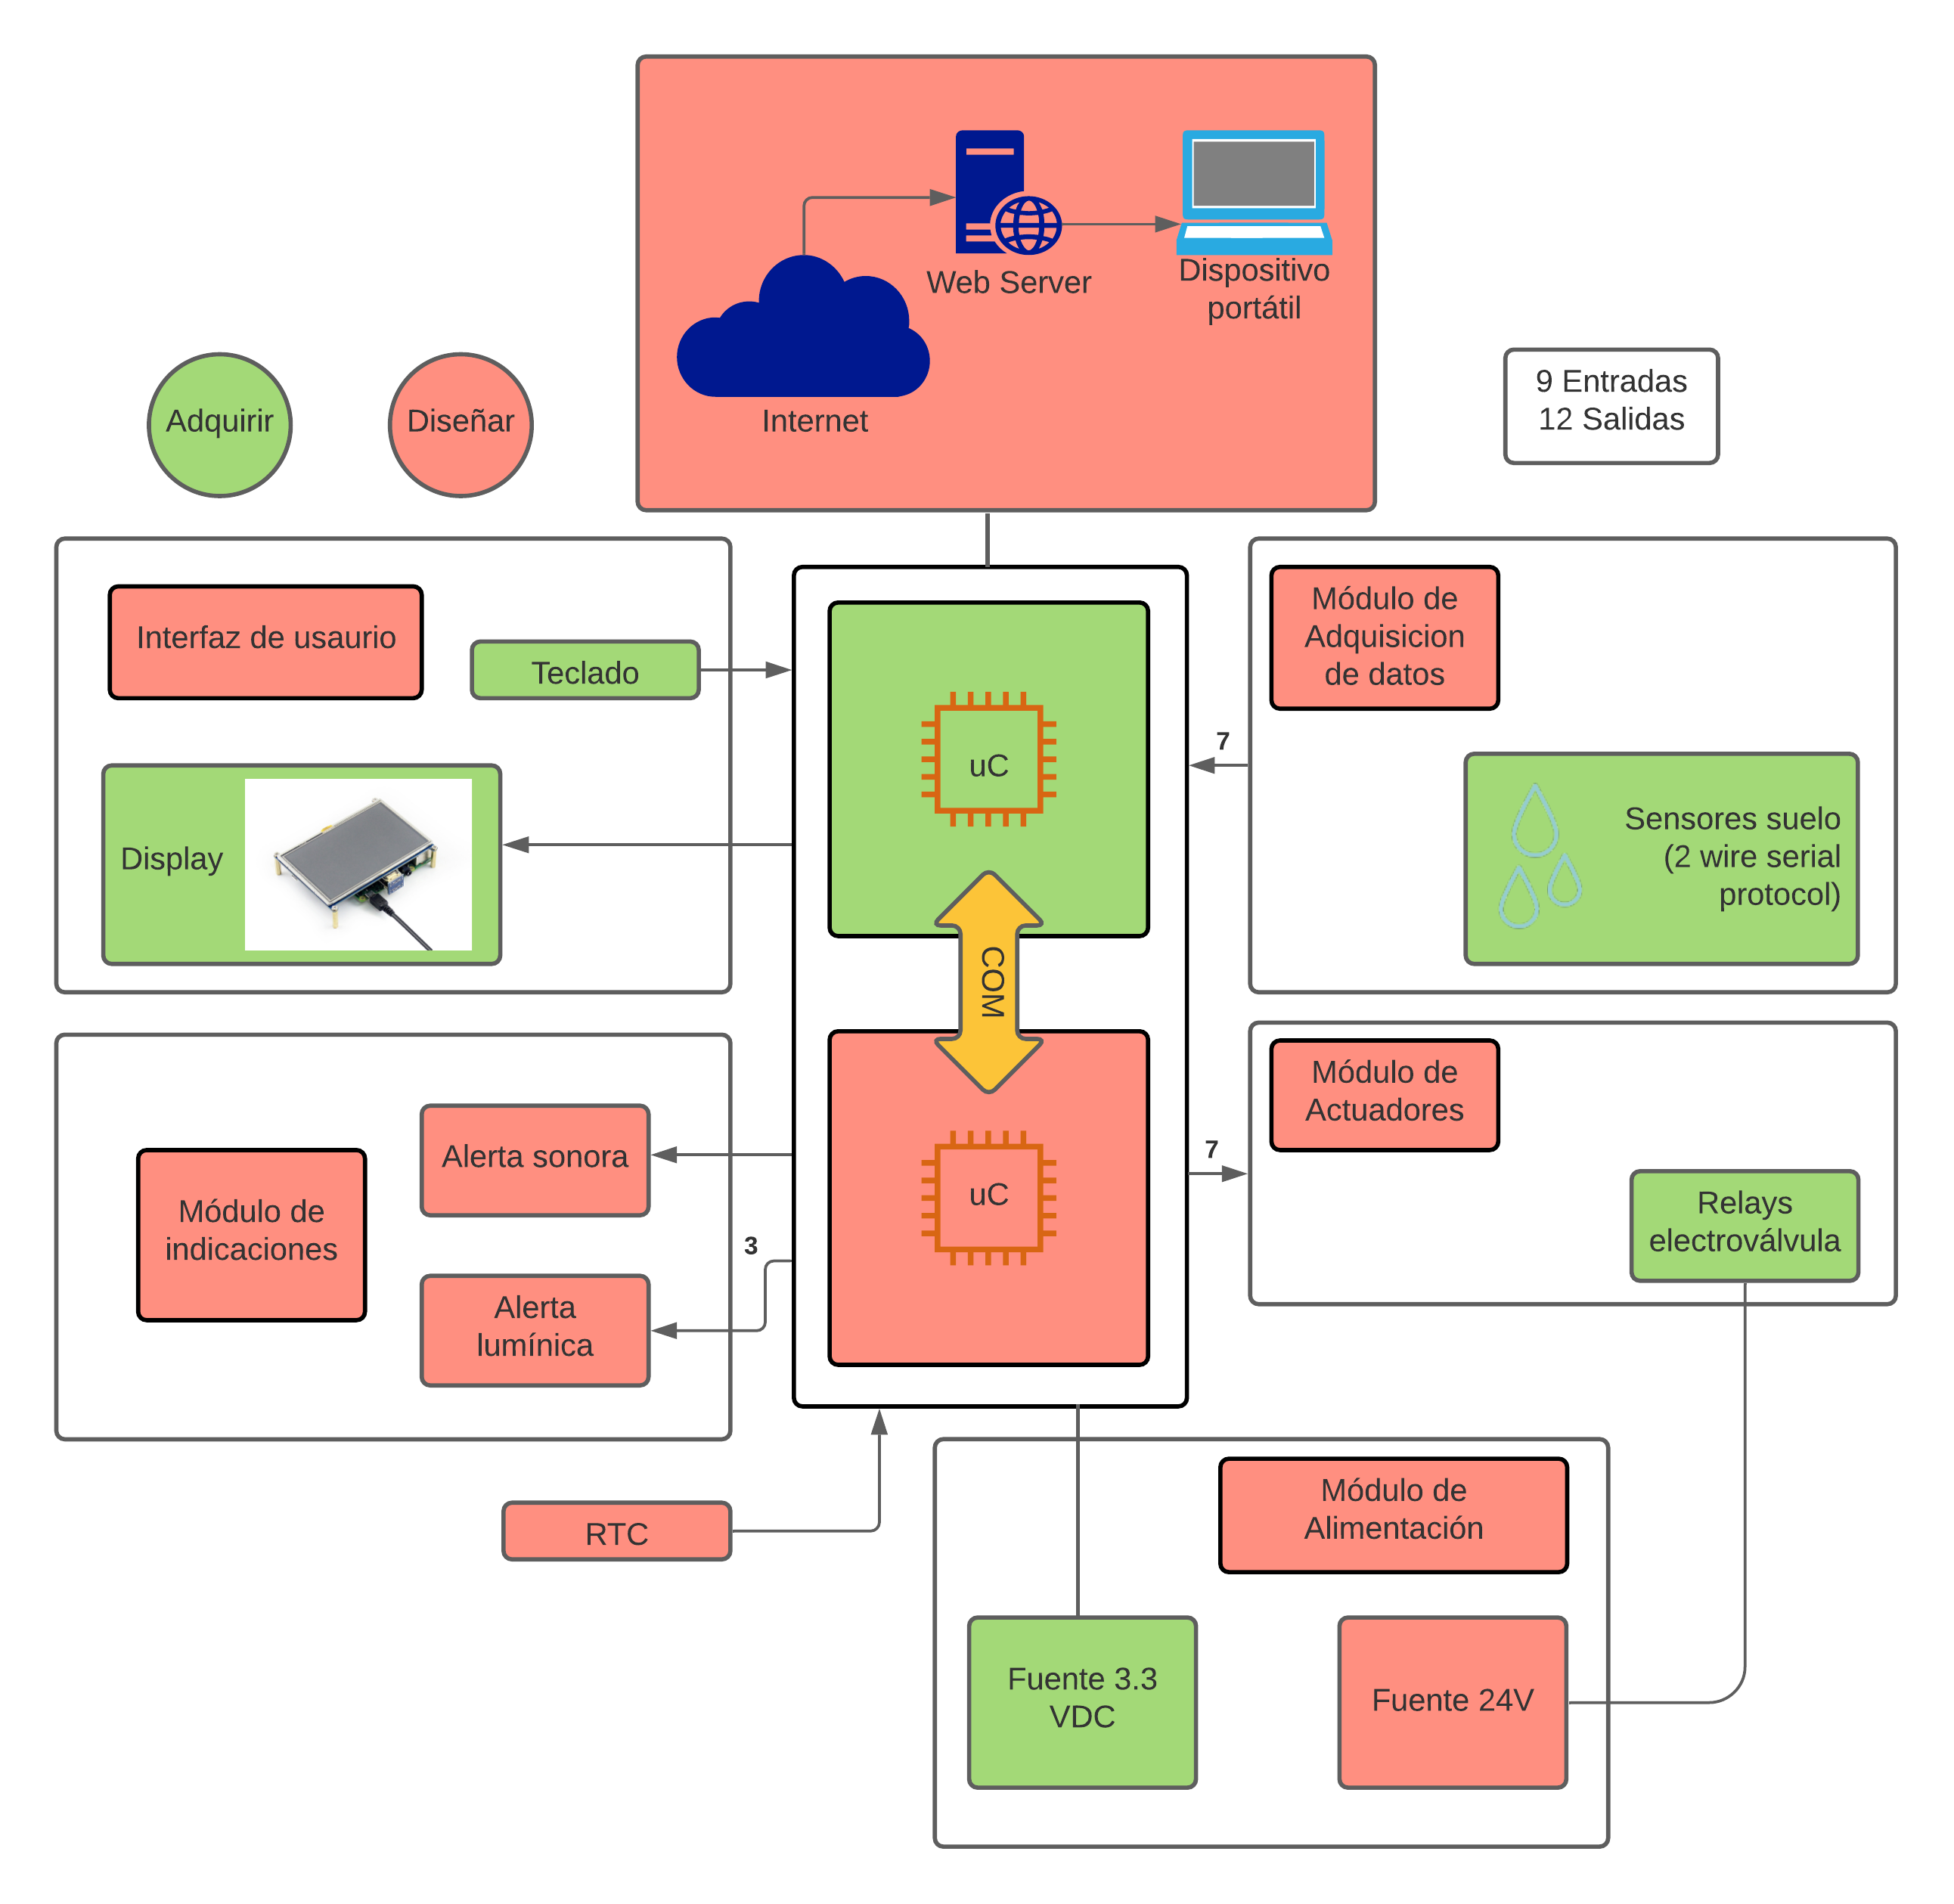 Web Server
Dispositivo
portátil
Internet
Adquirir
Diseñar
9 Entradas
12 Salidas
Interfaz de usaurio
Teclado
Display
uC
COM
uC
7
Módulo de
Adquisicion
de datos
Sensores suelo
(2 wire serial
protocol)
Módulo de
indicaciones
Alerta sonora
3
Alerta
lumínica
7
Módulo de
Actuadores
Relays
electroválvula
RTC
Módulo de
Alimentación
Fuente 3.3
VDC
Fuente 24V